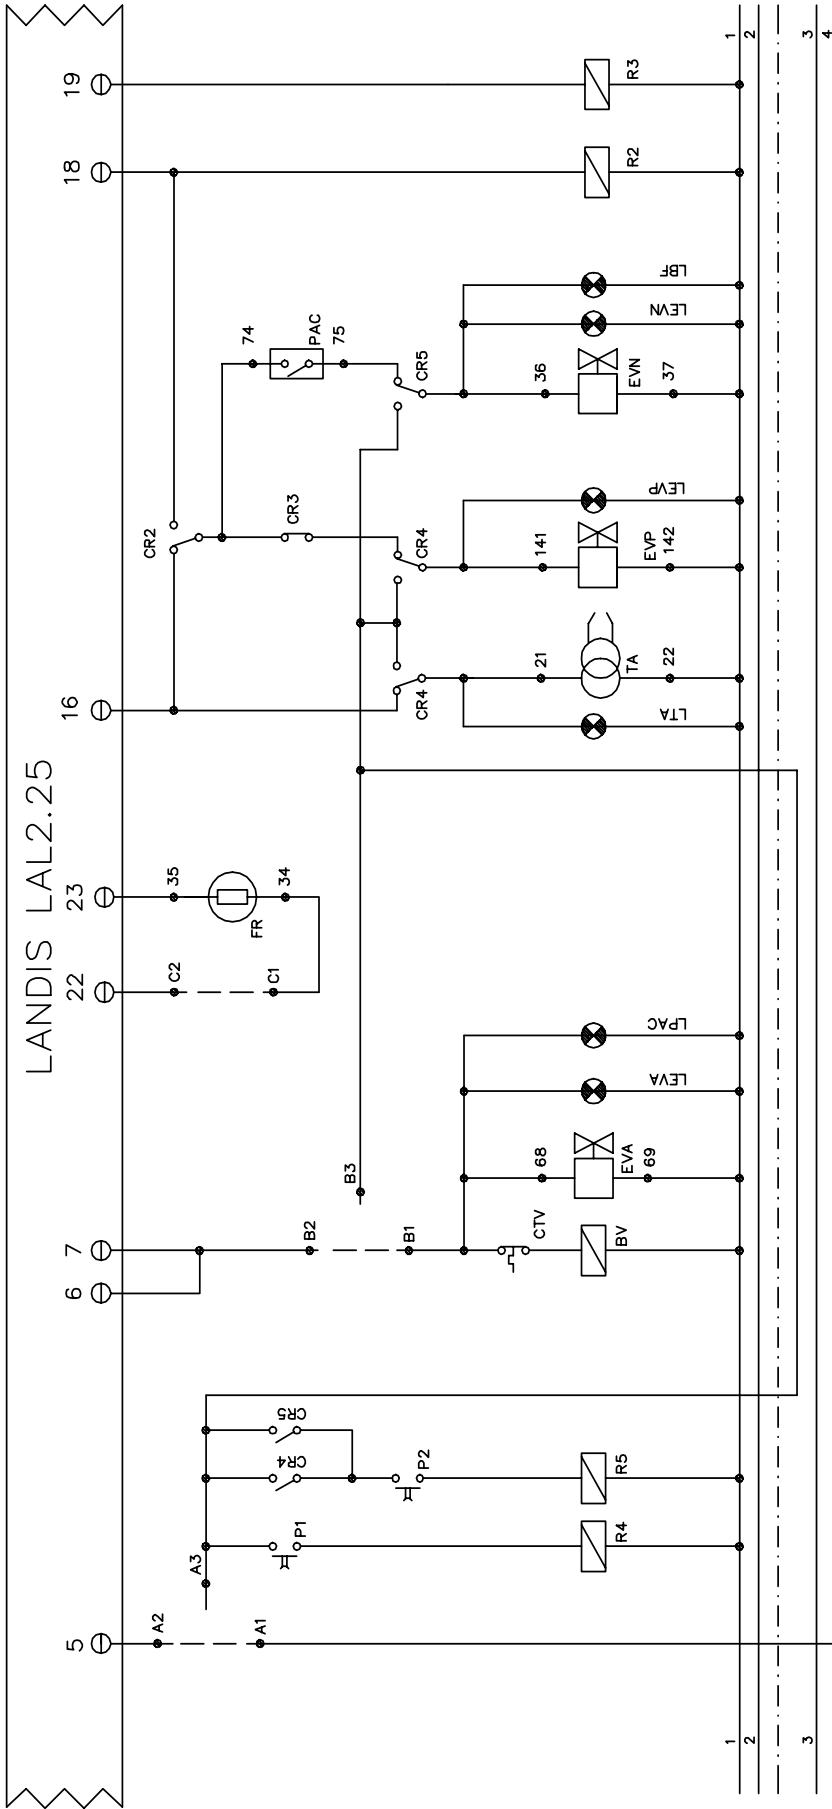 LANDIS LAL2.25
19
18
16
23
22
7
6
5
1
2
3
4
R3
R2
LBF
LEVN
74
PAC
75
CR5
36
EVN
37
CR2
CR3
CR4
LEVP
141
EVP
142
CR4
21
TA
22
LTA
35
FR
34
C2
C1
LPAC
LEVA
B3
68
EVA
69
B2
B1
CTV
BV
CR5
CR4
P2
R5
A3
P1
R4
A2
A1
1
2
3